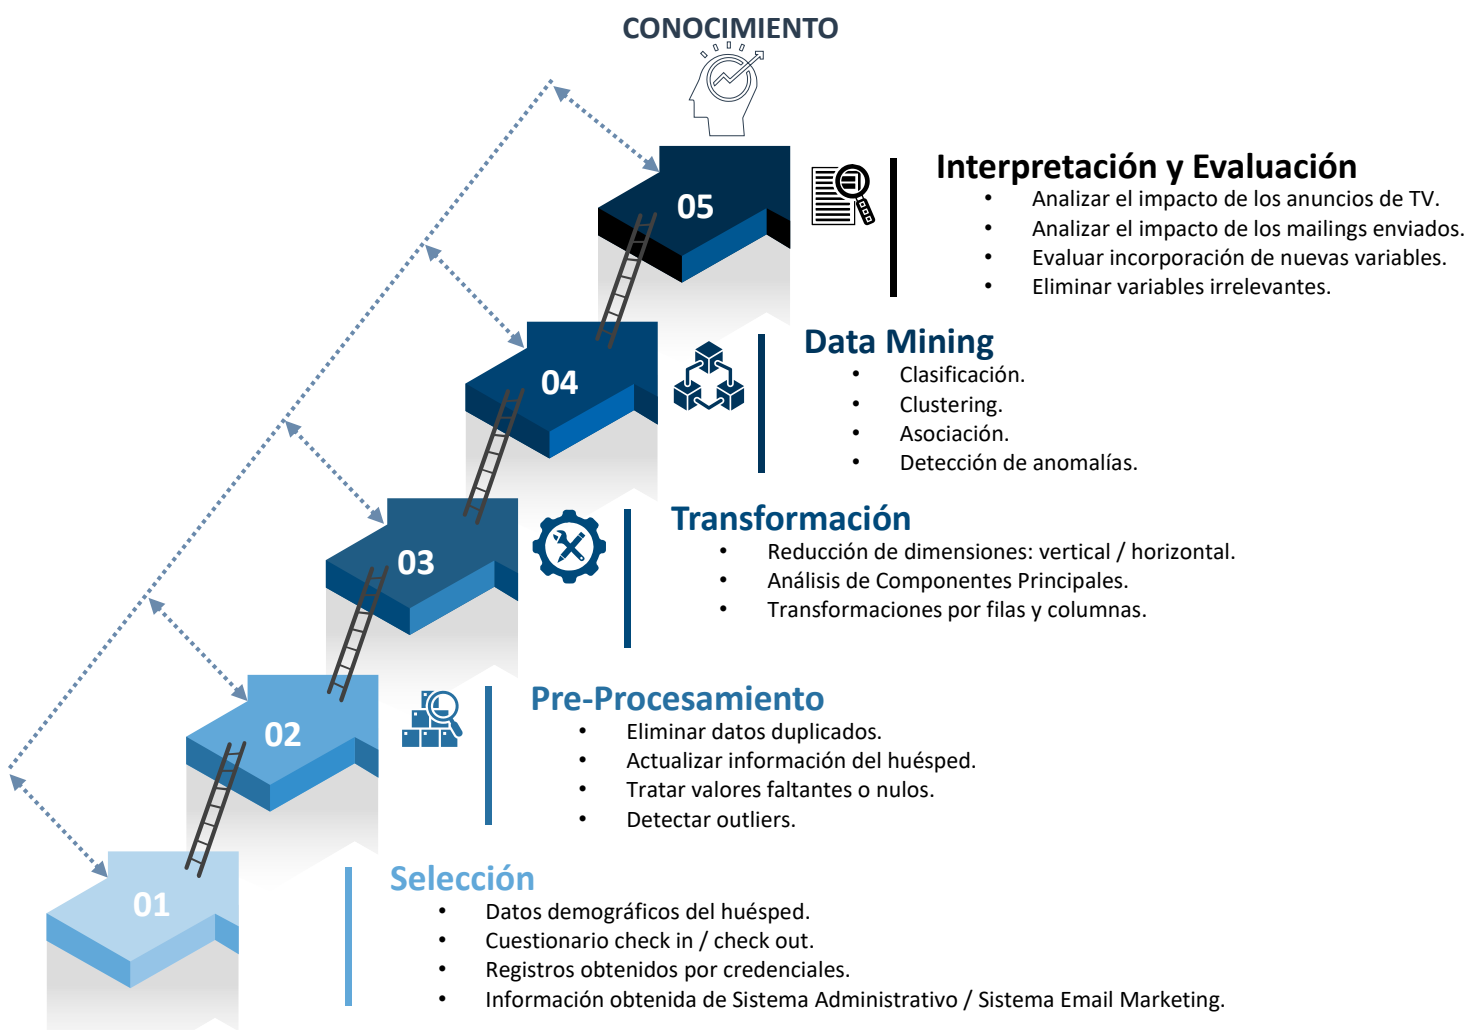 CONOCIMIENTO
05
Interpretación y Evaluación
• Analizar el impacto de los anuncios de TV.
• Analizar el impacto de los mailings enviados.
• Evaluar incorporación de nuevas variables.
• Eliminar variables irrelevantes.
04
Data Mining
• Clasificación.
• Clustering.
• Asociación.
• Detección de anomalías.
03
Transformación
• Reducción de dimensiones: vertical / horizontal.
• Análisis de Componentes Principales.
• Transformaciones por filas y columnas.
02
Pre-Procesamiento
• Eliminar datos duplicados.
• Actualizar información del huésped.
• Tratar valores faltantes o nulos.
• Detectar outliers.
01
Selección
• Datos demográficos del huésped.
• Cuestionario check in / check out.
• Registros obtenidos por credenciales.
• Información obtenida de Sistema Administrativo / Sistema Email Marketing.